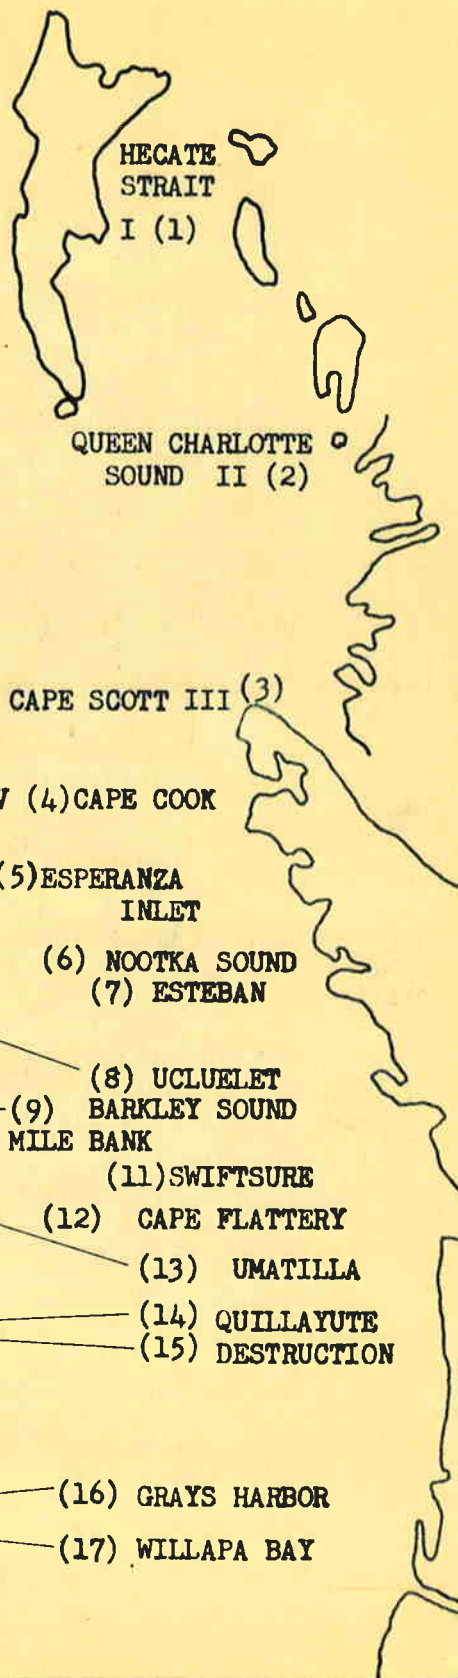 HECATE
STRAIT
I (1)
QUEEN CHARLOTTE
SOUND II (2)
CAPE SCOTT III (3)
(4) CAPE COOK
(5) ESPERANZA
INLET
(6) NOOTKA SOUND
(7) ESTEBAN
(8) UCLUELET
(9) BARKLEY SOUND
MILE BANK
(11) SWIFTSURE
(12) CAPE FLATTERY
(13) UMATILLA
(14) QUILLAYUTE
(15) DESTRUCTION
(16) GRAYS HARBOR
(17) WILLAPA BAY